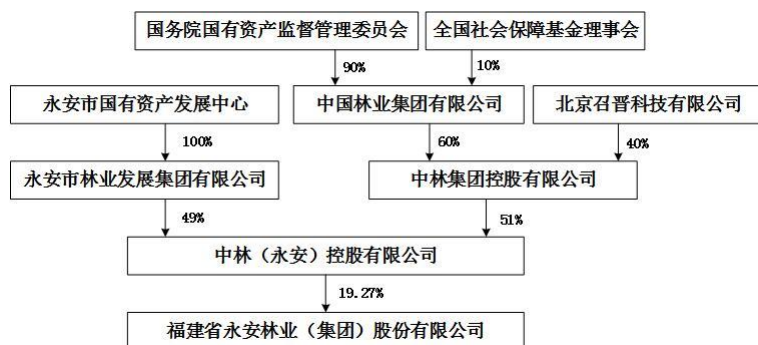 国务院国有资产监督管理委员会
全国社会保障基金理事会
90%
10%
永安市国有资产发展中心
中国林业集团有限公司
北京召晋科技有限公司
100%
60%
40%
永安市林业发展集团有限公司
中林集团控股有限公司
49%
51%
中林（永安）控股有限公司
19.27%
福建省永安林业（集团）股份有限公司